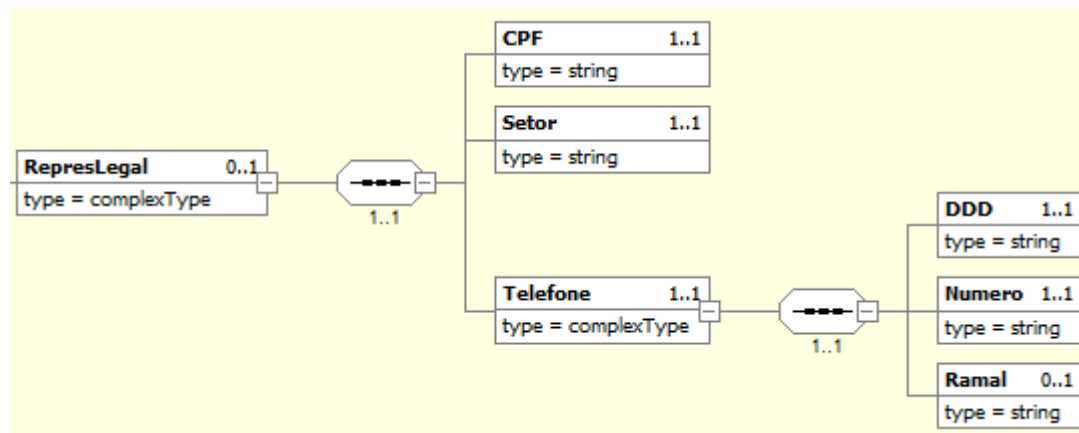 CPF 1..1
type = string
Setor 1..1
type = string
RepresLegal 0..1
type = complexType
1..1
Telefone 1..1
type = complexType
1..1
DDD 1..1
type = string
Numero 1..1
type = string
Ramal 0..1
type = string